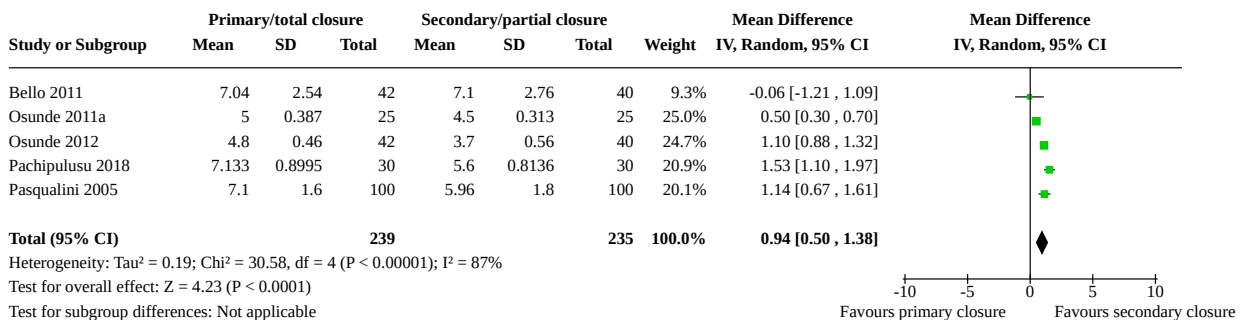 Primary/total closure Secondary/partial closure Mean Difference Mean Difference
Study or Subgroup Mean SD Total Mean SD Total Weight IV, Random, 95% CI IV, Random, 95% CI
Bello 2011 7.04 2.54 42 7.1 2.76 40 9.3% -0.06 [-1.21 , 1.09]
Osunde 2011a 5 0.387 25 4.5 0.313 25 25.0% 0.50 [0.30 , 0.70]
Osunde 2012 4.8 0.46 42 3.7 0.56 40 24.7% 1.10 [0.88 , 1.32]
Pachipulusu 2018 7.133 0.8995 30 5.6 0.8136 30 20.9% 1.53 [1.10 , 1.97]
Pasqualini 2005 7.1 1.6 100 5.96 1.8 100 20.1% 1.14 [0.67 , 1.61]
Total (95% CI) 239 235 100.0% 0.94 [0.50 , 1.38]
Heterogeneity: Tau² = 0.19; Chi² = 30.58, df = 4 (P < 0.00001); I² = 87%
Test for overall effect: Z = 4.23 (P < 0.0001) -10 -5 0 5 10
Test for subgroup differences: Not applicable Favours primary closure Favours secondary closure